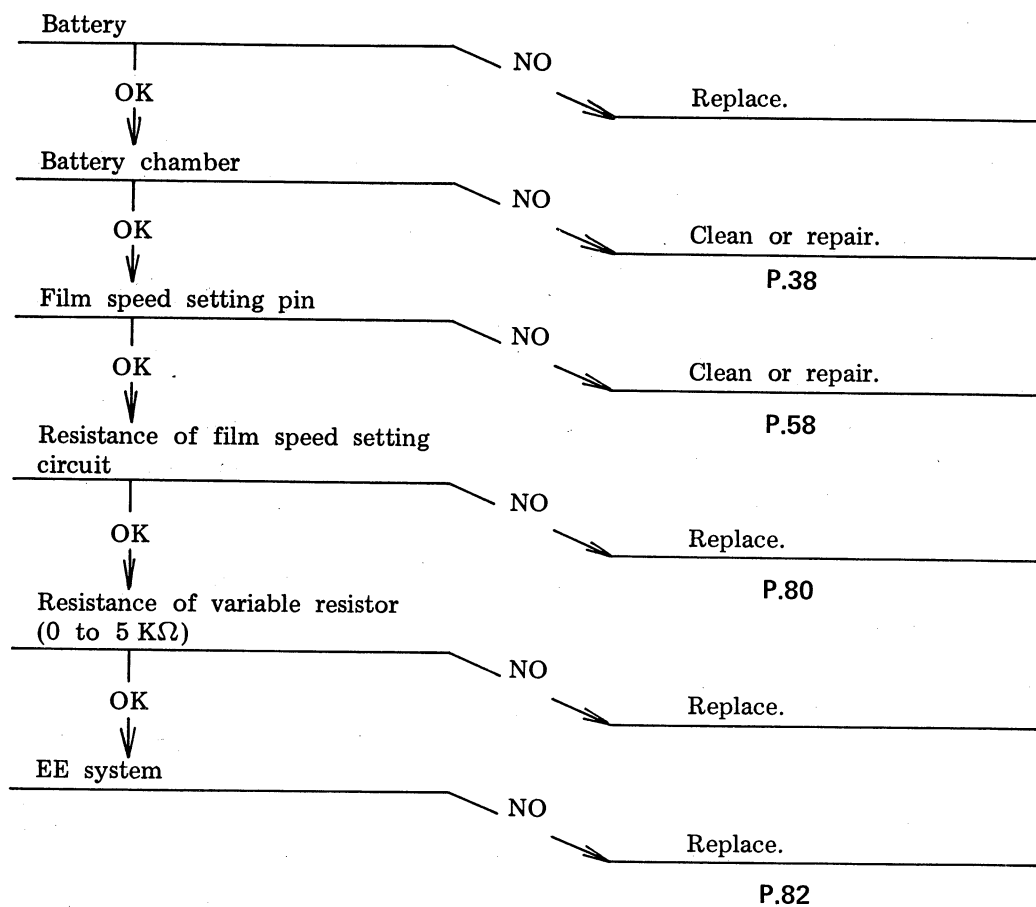 Battery
NO
OK
Replace.
Battery chamber
NO
OK
Clean or repair.
P.38
Film speed setting pin
NO
OK
Clean or repair.
P.58
Resistance of film speed setting
circuit
NO
OK
Replace.
P.80
Resistance of variable resistor
(0 to 5 KΩ)
NO
OK
Replace.
EE system
NO
Replace.
P.82